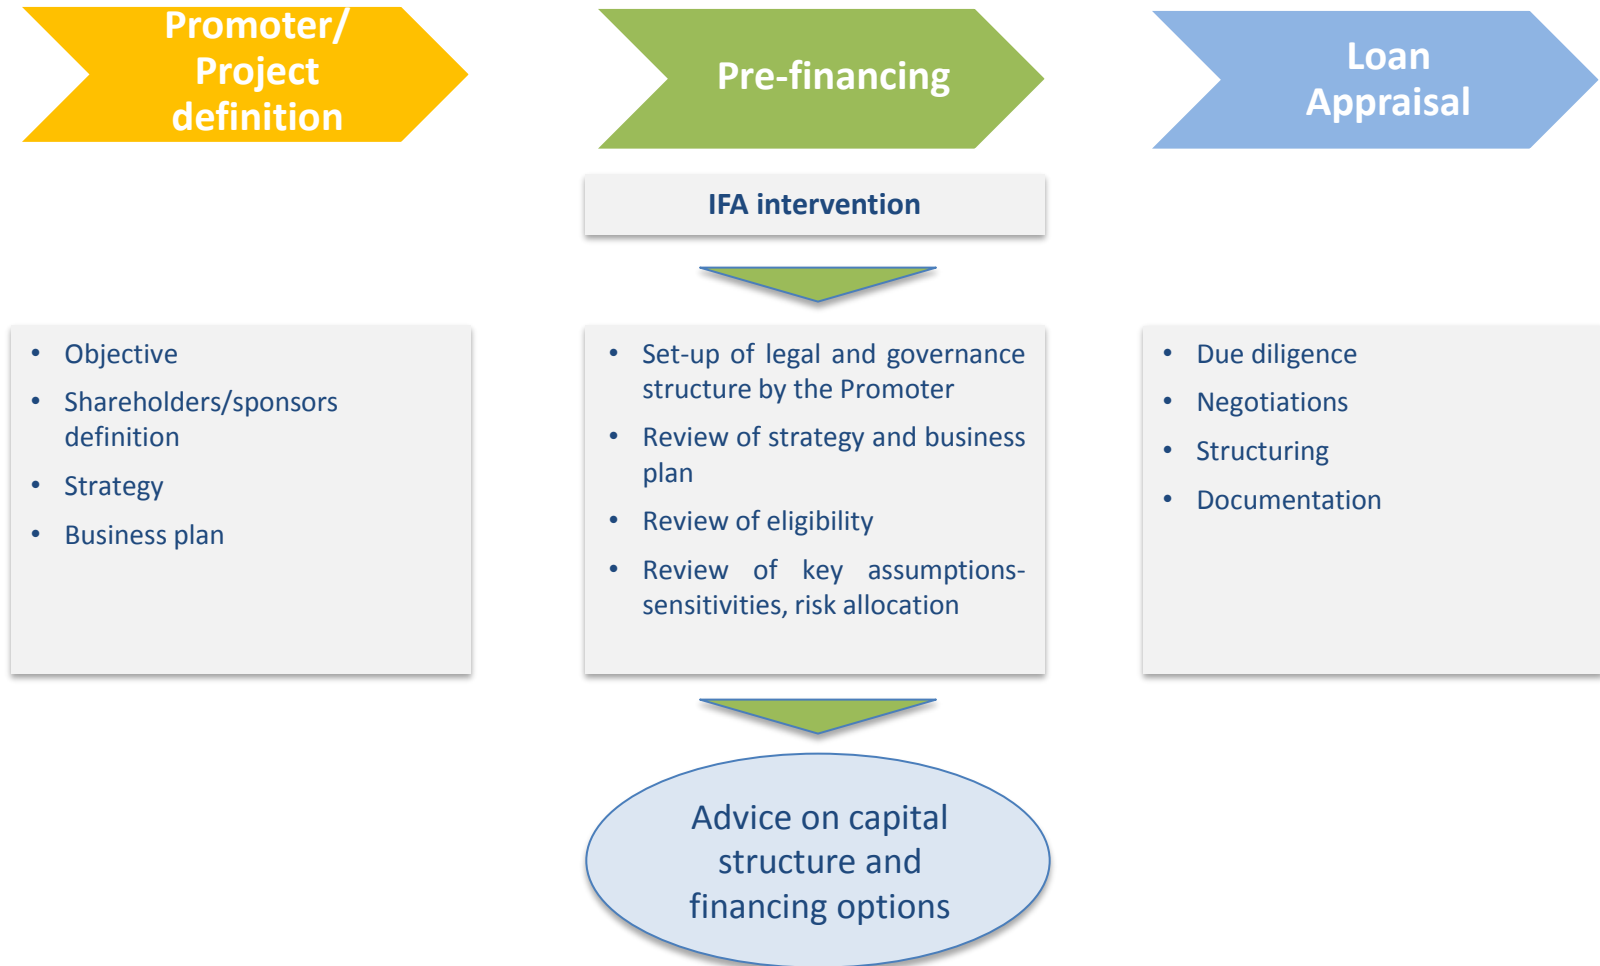 Promoter/
Project
definition
Pre-financing
Loan
Appraisal
IFA intervention
• Objective
• Shareholders/sponsors
definition
• Strategy
• Business plan
• Set-up of legal and governance
structure by the Promoter
• Review of strategy and business
plan
• Review of eligibility
• Review of key assumptions-
sensitivities, risk allocation
• Due diligence
• Negotiations
• Structuring
• Documentation
Advice on capital
structure and
financing options